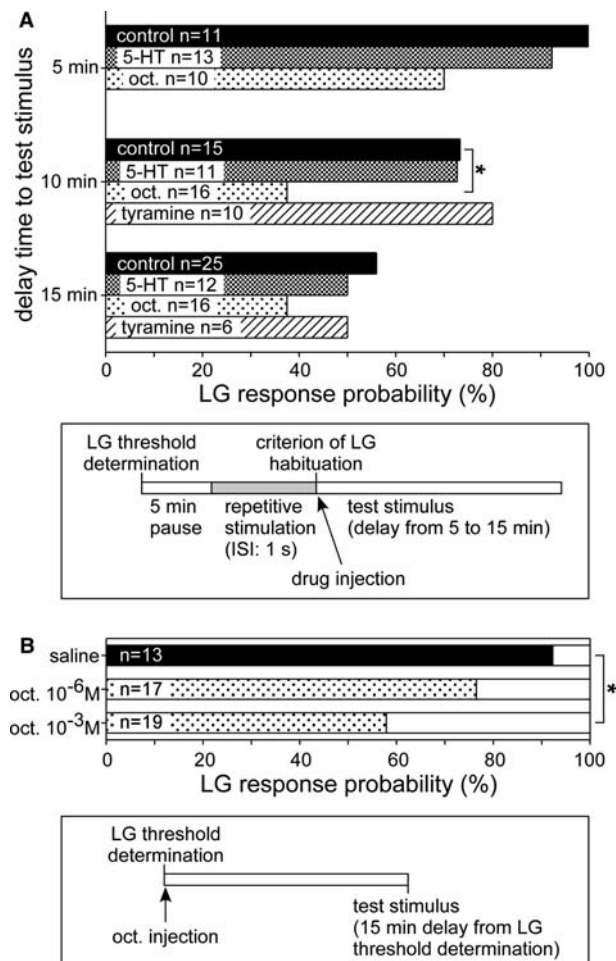 A
delay time to test stimulus
control n=11
5-HT n=13
5 min
oct. n=10
control n=15
5-HT n=11
*
10 min
oct. n=16
tyramine n=10
control n=25
5-HT n=12
15 min
oct. n=16
tyramine n=6
0 20 40 60 80 100
LG response probability (%)
LG threshold
determination
criterion of LG
habituation
5 min
pause
repetitive
stimulation
(ISI: 1 s)
test stimulus
(delay from 5 to 15 min)
drug injection
B
saline
n=13
oct. 10⁻⁶M
n=17
*
oct. 10⁻³M
n=19
0 20 40 60 80 100
LG response probability (%)
LG threshold
determination
oct. injection
test stimulus
(15 min delay from LG
threshold determination)